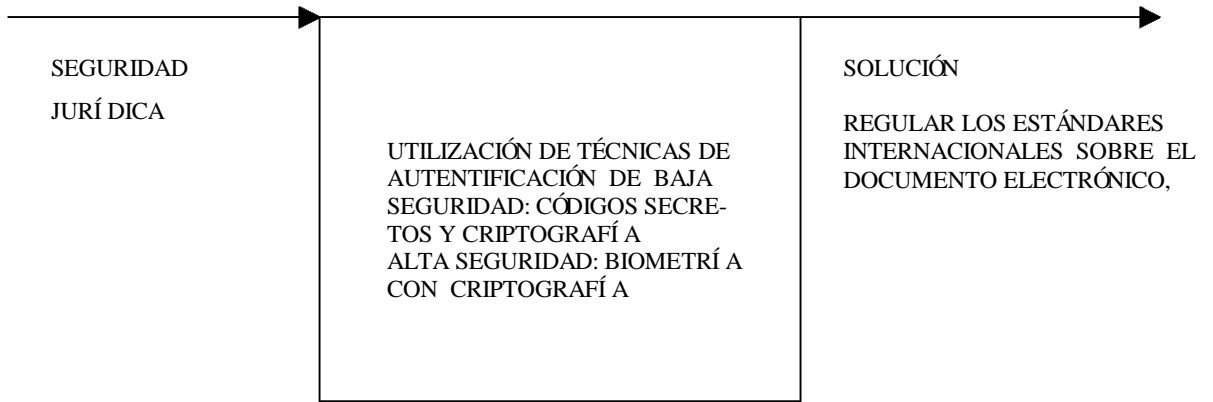 SEGURIDAD
JURÍ DICA
UTILIZACIÓN DE TÉCNICAS DE
AUTENTIFICACIÓN DE BAJA
SEGURIDAD: CÓDIGOS SECRE-
TOS Y CRIPTOGRAFÍ A
ALTA SEGURIDAD: BIOMETRÍ A
CON CRIPTOGRAFÍ A
SOLUCIÓN
REGULAR LOS ESTÁNDARES
INTERNACIONALES SOBRE EL
DOCUMENTO ELECTRÓNICO,